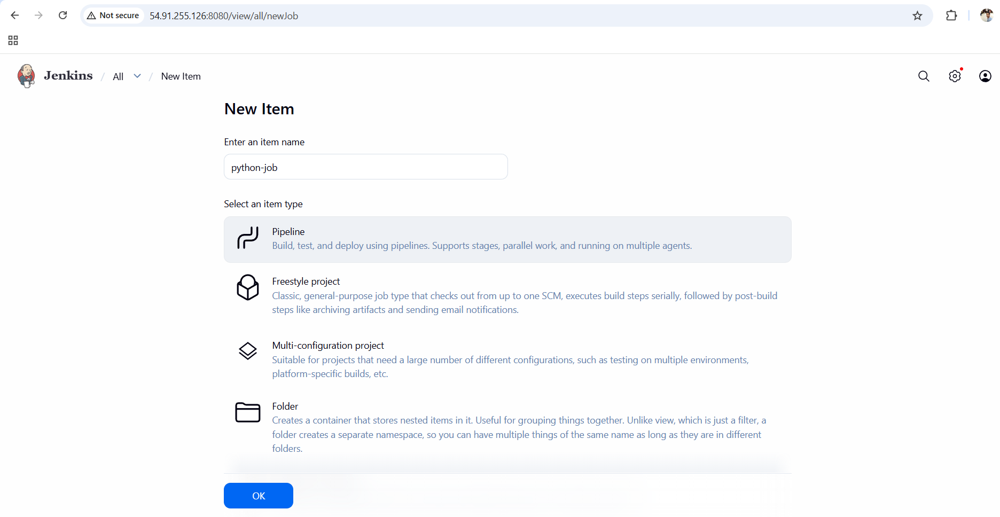 Not secure 54.91.255.126:8080/view/all/newJob
Jenkins / All / New Item
New Item
Enter an item name
python-job
Select an item type
Pipeline
Build, test, and deploy using pipelines. Supports stages, parallel work, and running on multiple agents.
Freestyle project
Classic, general-purpose job type that checks out from up to one SCM, executes build steps serially, followed by post-build
steps like archiving artifacts and sending email notifications.
Multi-configuration project
Suitable for projects that need a large number of different configurations, such as testing on multiple environments,
platform-specific builds, etc.
Folder
Creates a container that stores nested items in it. Useful for grouping things together. Unlike view, which is just a filter, a
folder creates a separate namespace, so you can have multiple things of the same name as long as they are in different
folders.
OK